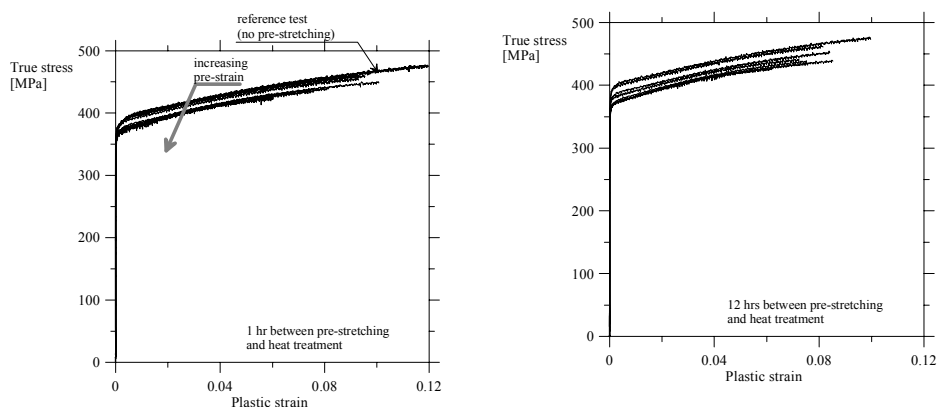 reference test
(no pre-stretching)
500
True stress
[MPa]
increasing
pre-strain
400
300
200
100
1 hr between pre-stretching
and heat treatment
0
0
0.04
0.08
0.12
Plastic strain
500
True stress
[MPa]
400
300
200
100
12 hrs between pre-stretching
and heat treatment
0
0
0.04
0.08
0.12
Plastic strain